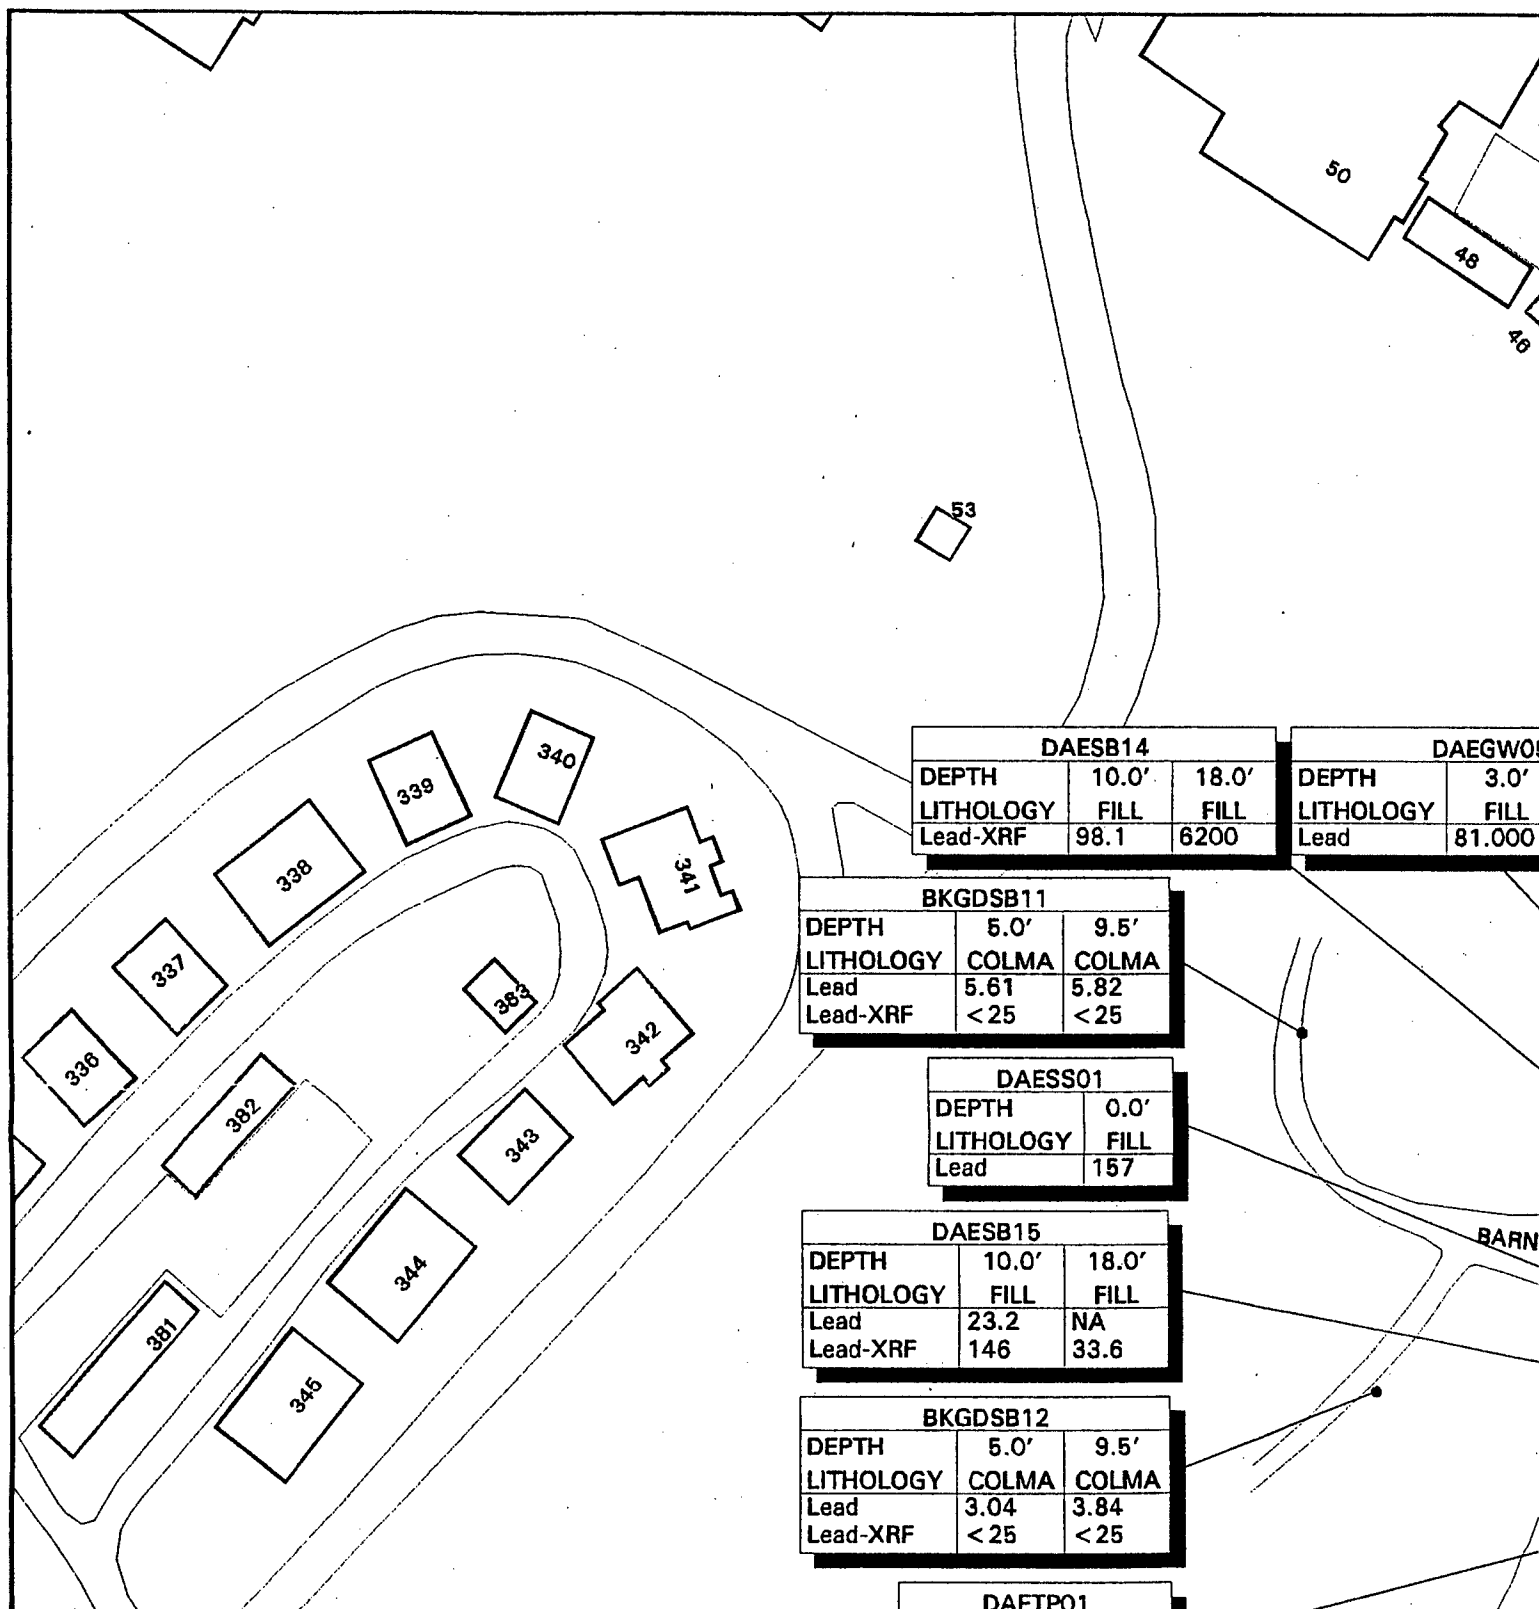 50
48
46
53
340
339
338
341
337
383
342
336
382
343
344
381
345
DAESB14
DEPTH 10.0' 18.0'
LITHOLOGY FILL FILL
Lead-XRF 98.1 6200
DAEGW05
DEPTH 3.0'
LITHOLOGY FILL
Lead 81.000
BKGDSB11
DEPTH 5.0' 9.5'
LITHOLOGY COLMA COLMA
Lead 5.61 5.82
Lead-XRF <25 <25
DAESS01
DEPTH 0.0'
LITHOLOGY FILL
Lead 157
BARN
DAESB15
DEPTH 10.0' 18.0'
LITHOLOGY FILL FILL
Lead 23.2 NA
Lead-XRF 146 33.6
BKGDSB12
DEPTH 5.0' 9.5'
LITHOLOGY COLMA COLMA
Lead 3.04 3.84
Lead-XRF <25 <25
DAETP01